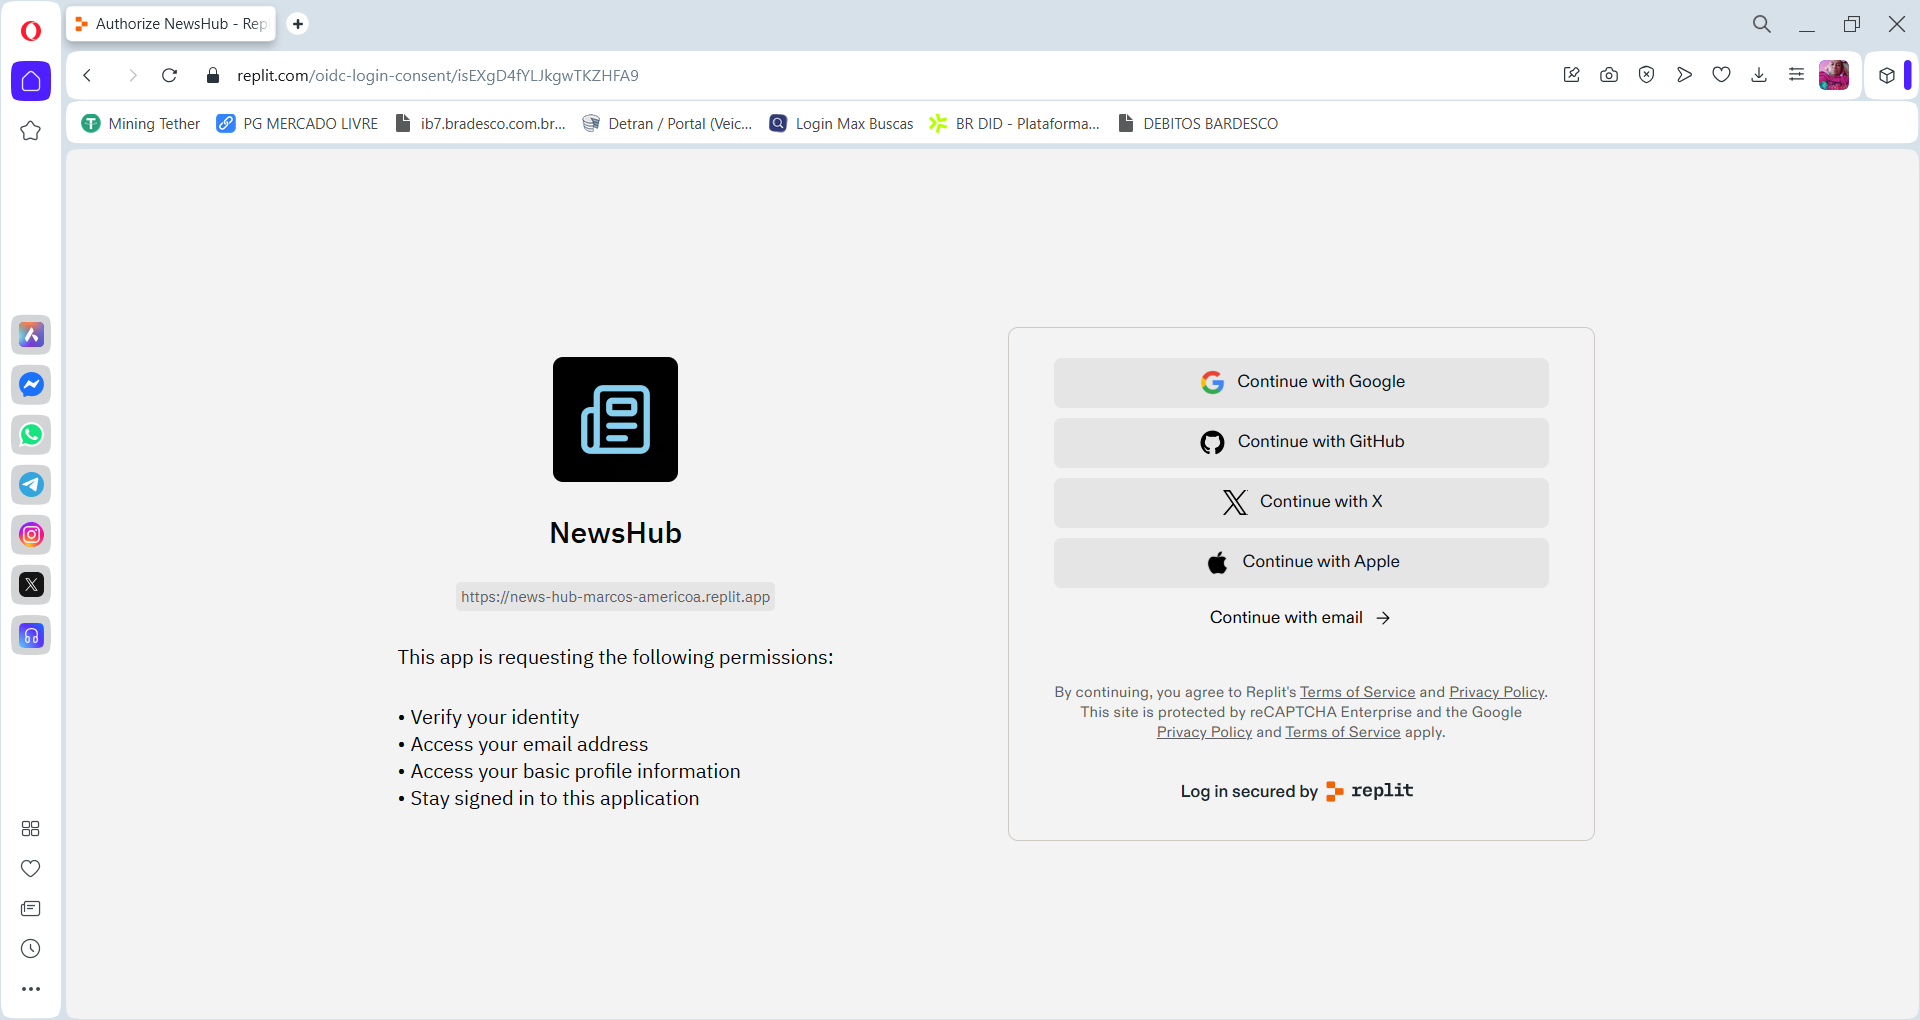 Authorize NewsHub - Rep
replit.com/oidc-login-consent/isEXgD4fYLJkgwTKZHFA9
Mining Tether
PG MERCADO LIVRE
ib7.bradesco.com.br...
Detran / Portal (Veic...
Login Max Buscas
BR DID - Plataforma...
DEBITOS BARDESCO
NewsHub
https://news-hub-marcos-americoa.replit.app
This app is requesting the following permissions:
• Verify your identity
• Access your email address
• Access your basic profile information
• Stay signed in to this application
Continue with Google
Continue with GitHub
Continue with X
Continue with Apple
Continue with email →
By continuing, you agree to Replit's Terms of Service and Privacy Policy.
This site is protected by reCAPTCHA Enterprise and the Google
Privacy Policy and Terms of Service apply.
Log in secured by replit